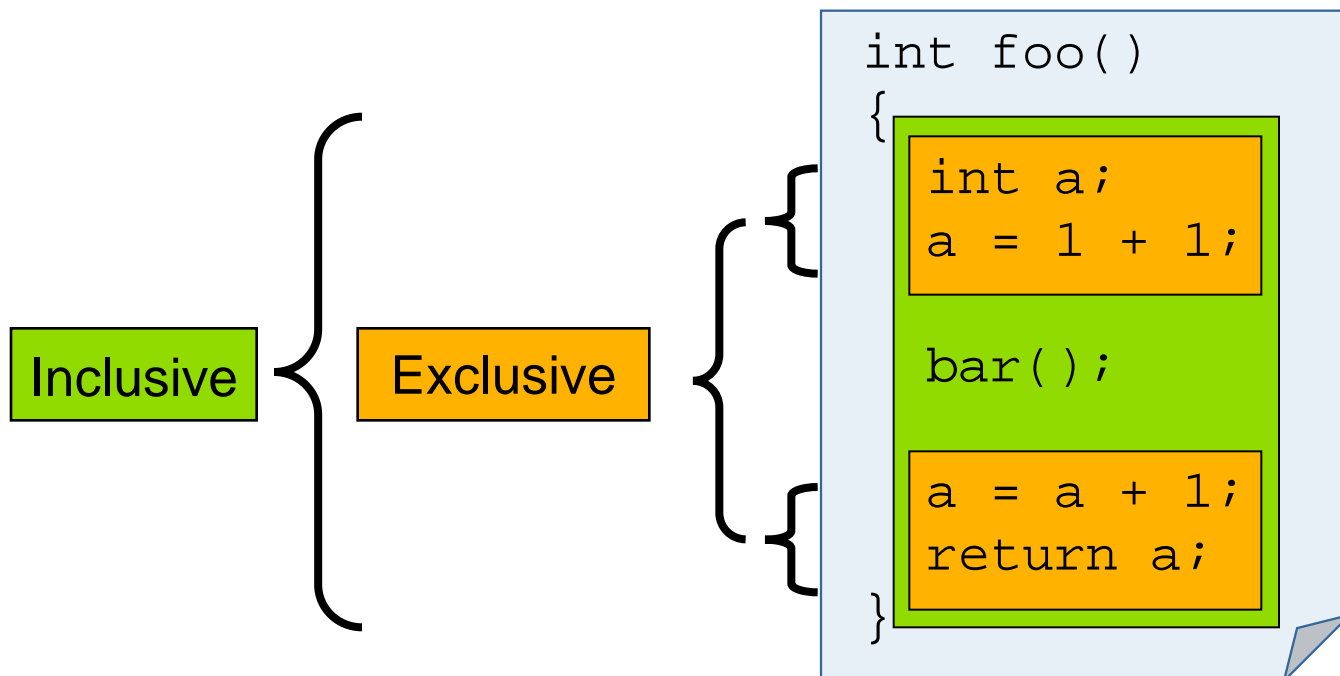 int foo()
{
int a;
a = 1 + 1;
Inclusive
Exclusive
bar();
a = a + 1;
return a;
}